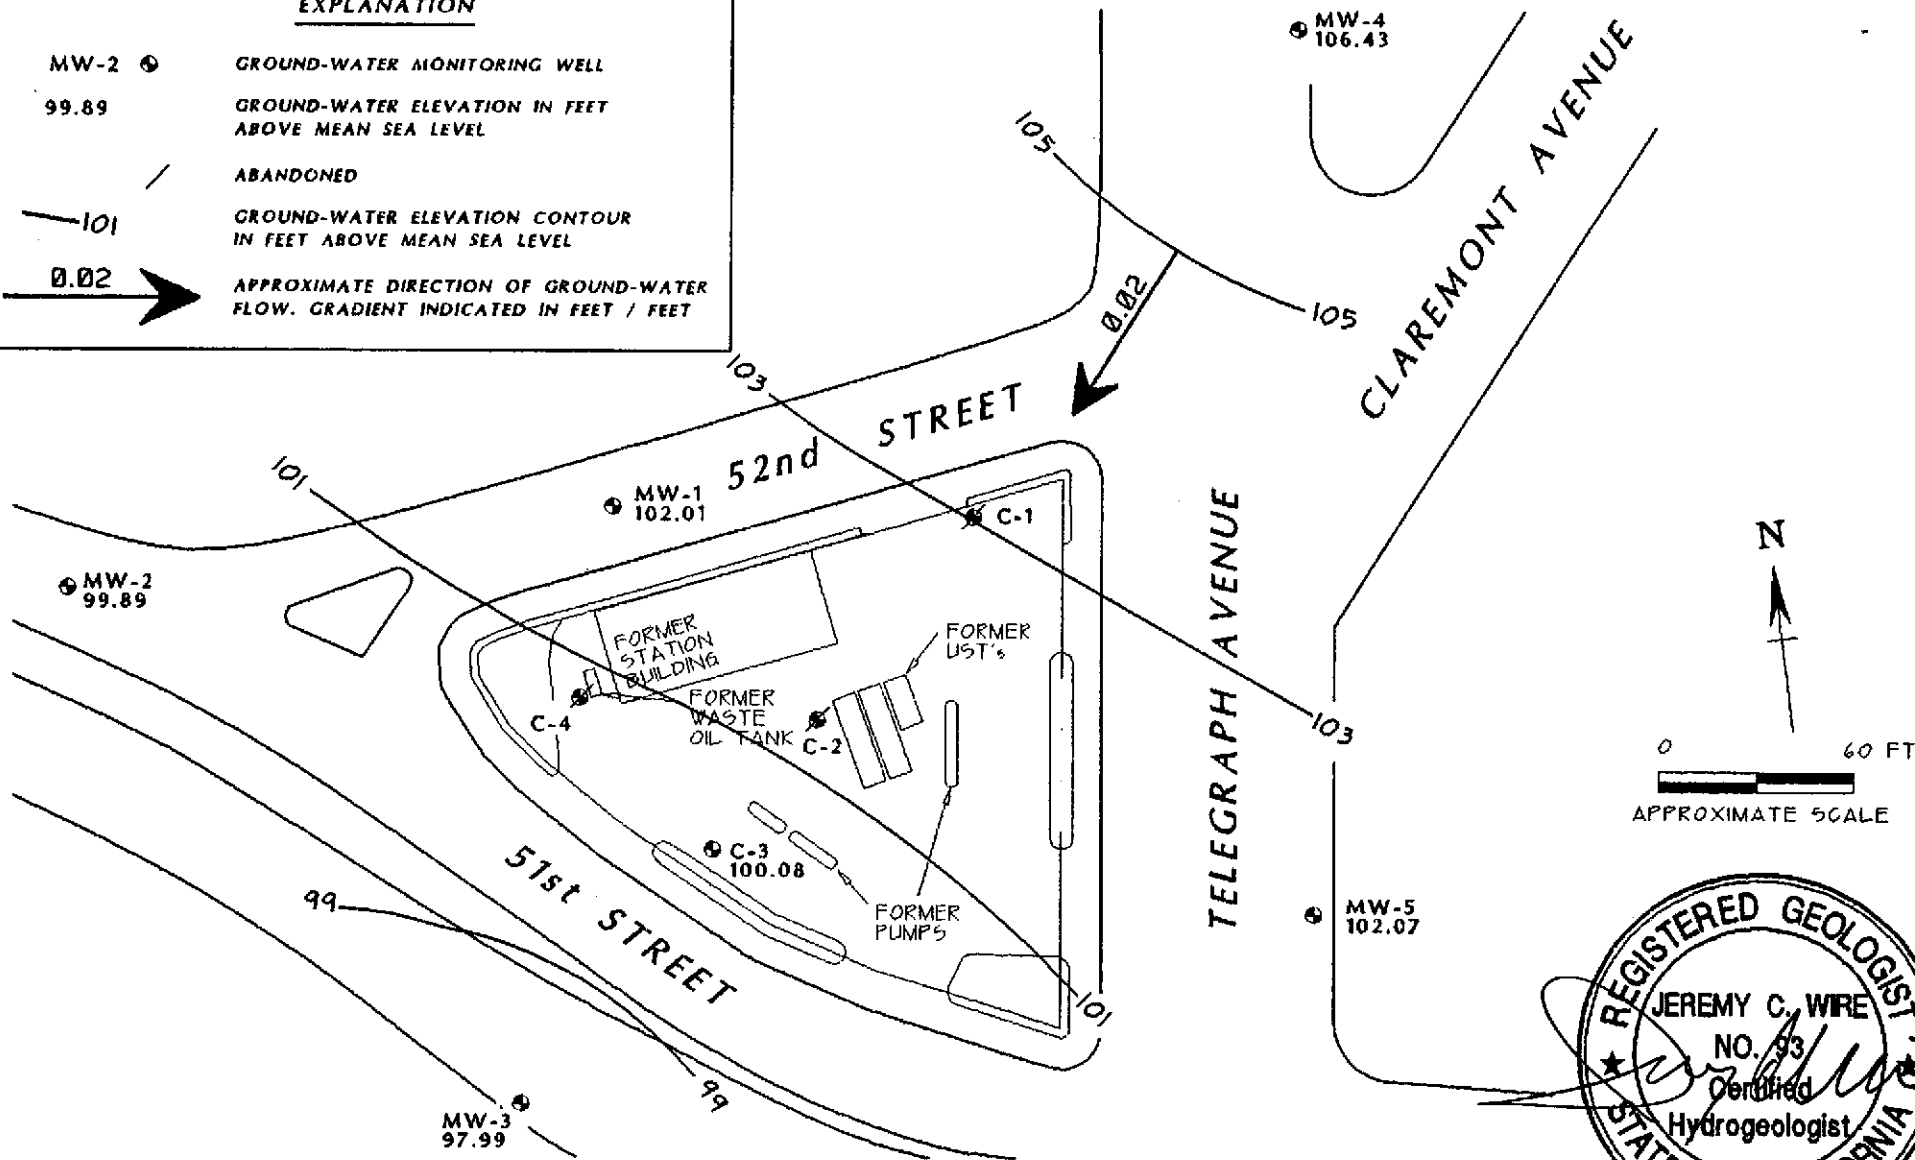 EXPLANATION
MW-2
GROUND-WATER MONITORING WELL
99.89
GROUND-WATER ELEVATION IN FEET
ABOVE MEAN SEA LEVEL
ABANDONED
101
GROUND-WATER ELEVATION CONTOUR
IN FEET ABOVE MEAN SEA LEVEL
0.02
APPROXIMATE DIRECTION OF GROUND-WATER
FLOW. GRADIENT INDICATED IN FEET / FEET
MW-4
106.43
105
105
0.02
CLAREMONT AVENUE
103
52nd STREET
101
MW-1
102.01
C-1
MW-2
99.89
TELEGRAPH AVENUE
N
FORMER
STATION
BUILDING
FORMER
UST's
C-4
FORMER
WASTE
OIL TANK
C-2
103
0 60 FT
APPROXIMATE SCALE
C-3
100.08
51st STREET
99
FORMER
PUMPS
MW-5
102.07
101
99
MW-3
97.99
REGISTERED GEOLOGIST
JEREMY C. WIRE
NO. 93
Certified
Hydrogeologist